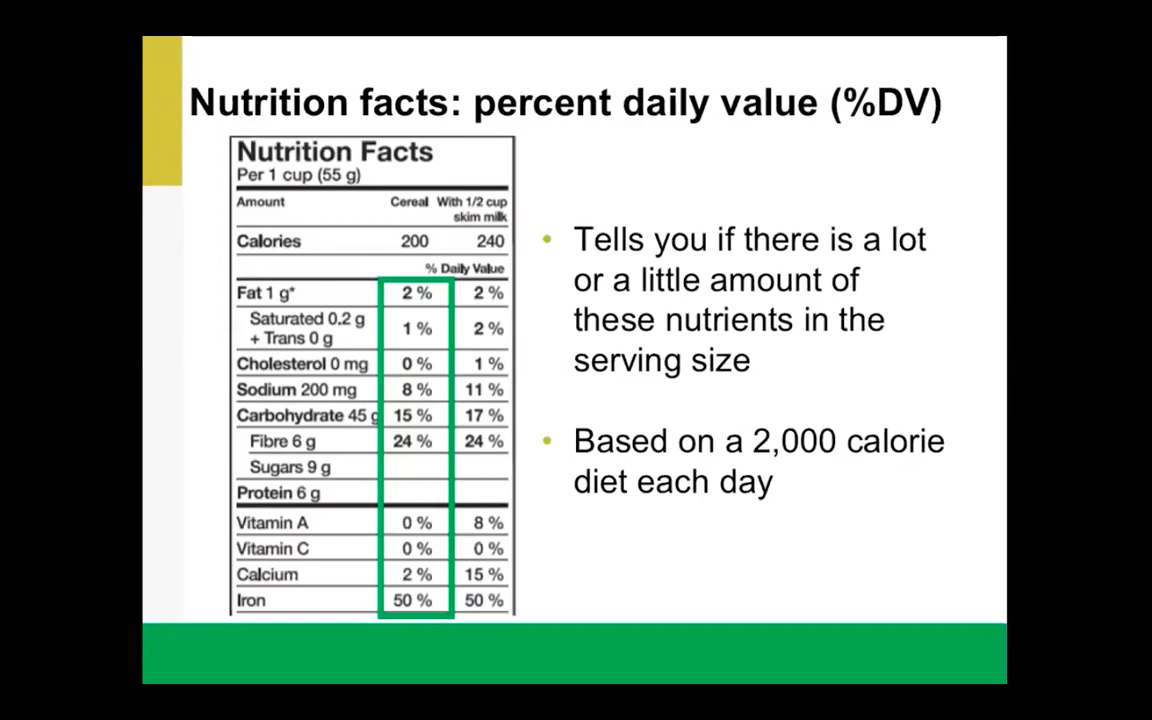 Nutrition facts: percent daily value (%DV)
Nutrition Facts
Per 1 cup (55 g)
Amount Cereal With 1/2 cup
skim milk
Calories 200 240
% Daily Value
Fat 1 g* 2 % 2 %
Saturated 0.2 g
+ Trans 0 g 1 % 2 %
Cholesterol 0 mg 0 % 1 %
Sodium 200 mg 8 % 11 %
Carbohydrate 45 g 15 % 17 %
Fibre 6 g 24 % 24 %
Sugars 9 g
Protein 6 g
Vitamin A 0 % 8 %
Vitamin C 0 % 0 %
Calcium 2 % 15 %
Iron 50 % 50 %
• Tells you if there is a lot
or a little amount of
these nutrients in the
serving size
• Based on a 2,000 calorie
diet each day